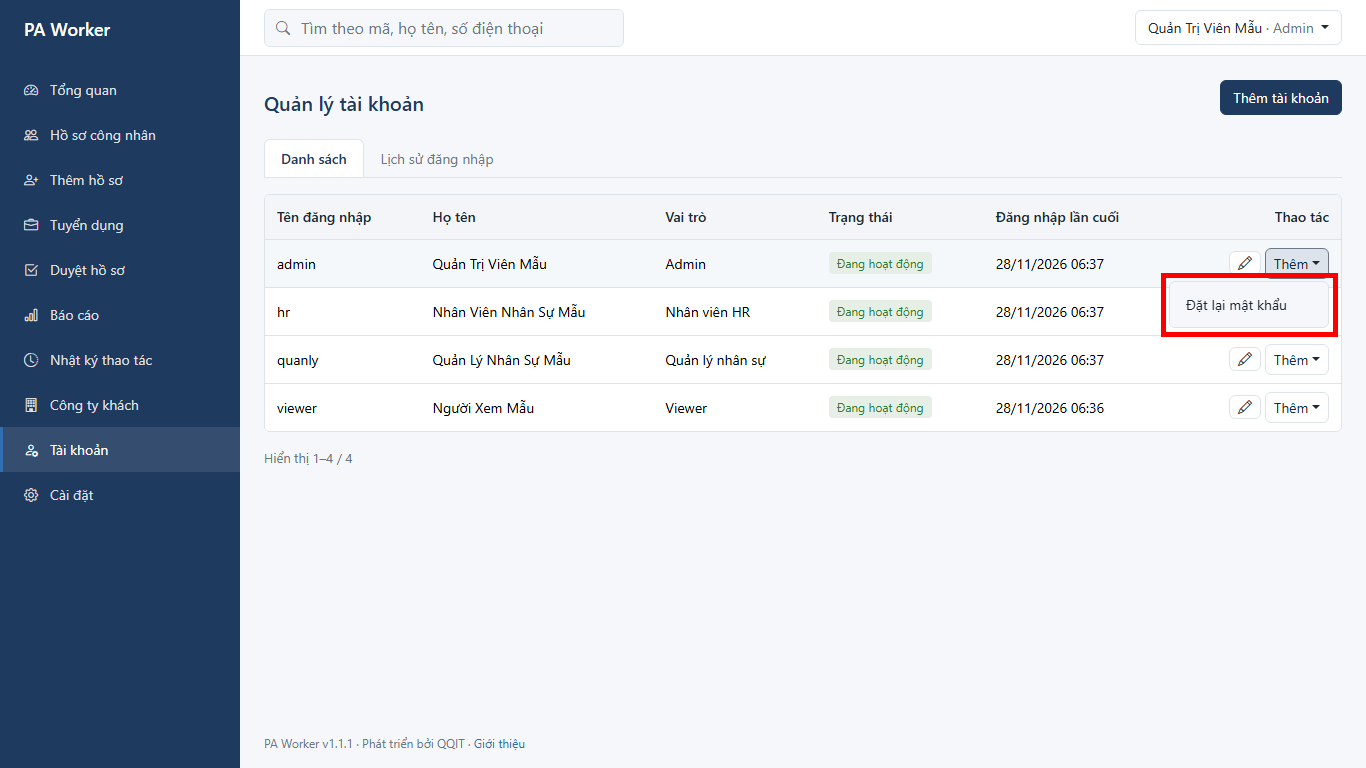 PA Worker
Tìm theo mã, họ tên, số điện thoại
Quản Trị Viên Mẫu · Admin
Tổng quan
Hồ sơ công nhân
Thêm hồ sơ
Tuyển dụng
Duyệt hồ sơ
Báo cáo
Nhật ký thao tác
Công ty khách
Tài khoản
Cài đặt
Quản lý tài khoản
Thêm tài khoản
Danh sách Lịch sử đăng nhập
Tên đăng nhập Họ tên Vai trò Trạng thái Đăng nhập lần cuối Thao tác
admin Quản Trị Viên Mẫu Admin Đang hoạt động 28/11/2026 06:37 Thêm
Đặt lại mật khẩu
hr Nhân Viên Nhân Sự Mẫu Nhân viên HR Đang hoạt động 28/11/2026 06:37
quanly Quản Lý Nhân Sự Mẫu Quản lý nhân sự Đang hoạt động 28/11/2026 06:37 Thêm
viewer Người Xem Mẫu Viewer Đang hoạt động 28/11/2026 06:36 Thêm
Hiển thị 1–4 / 4
PA Worker v1.1.1 · Phát triển bởi QQIT · Giới thiệu